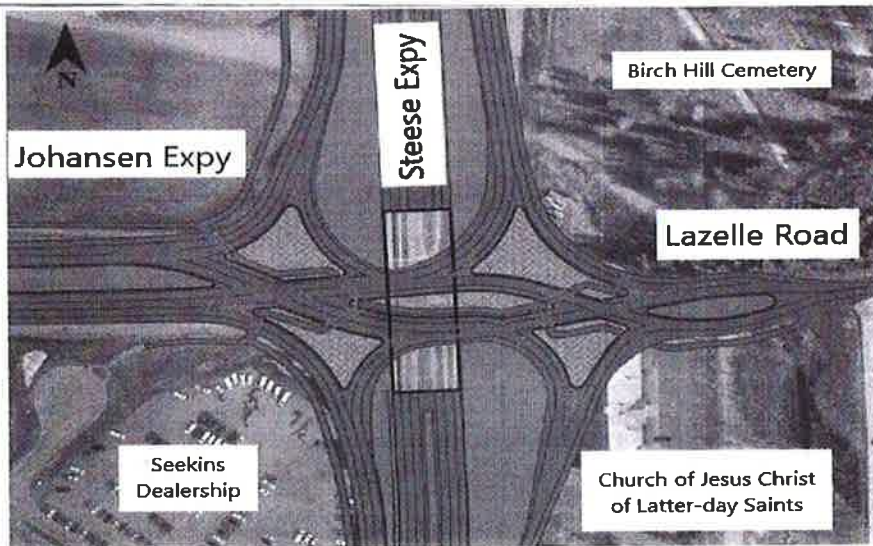 N
Steese Expy
Birch Hill Cemetery
Johansen Expy
Lazelle Road
Seekins
Dealership
Church of Jesus Christ
of Latter-day Saints